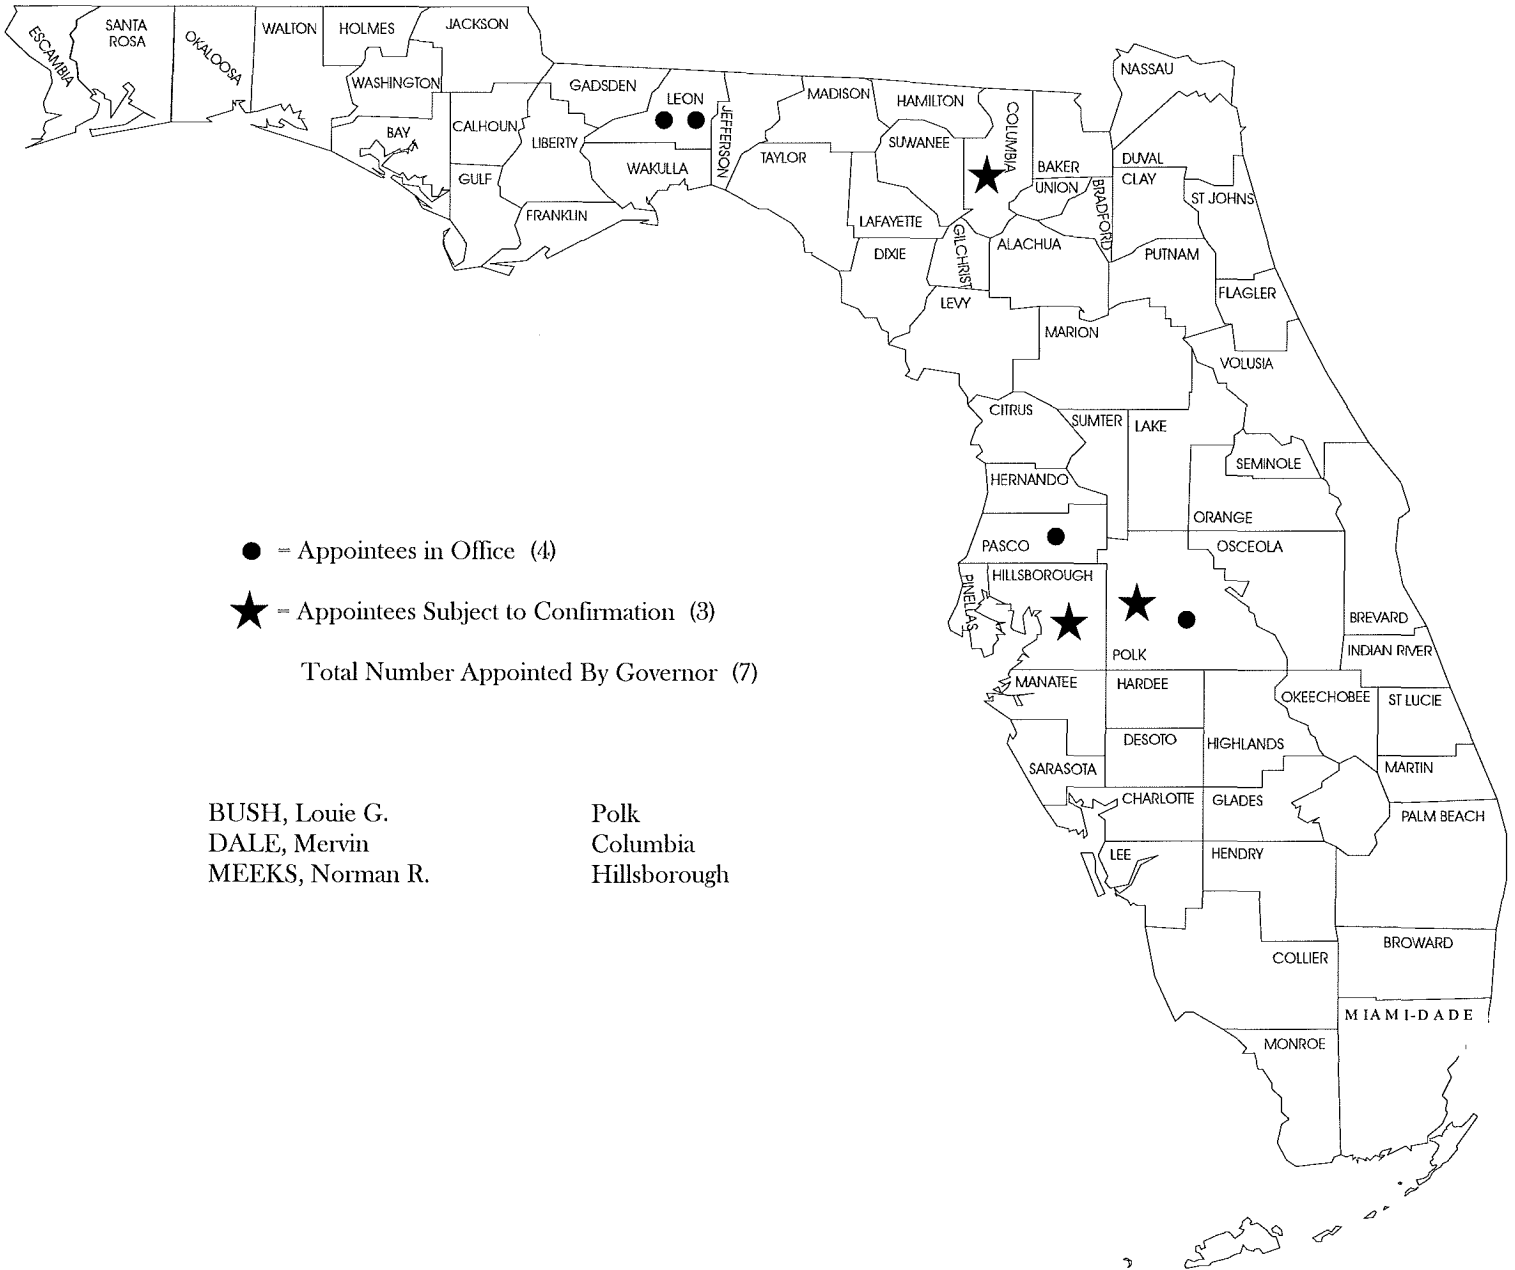 ESCAMBIA
SANTA
ROSA
OKALOOSA
WALTON
HOLMES
JACKSON
WASHINGTON
BAY
CALHOUN
GULF
GADSDEN
LIBERTY
FRANKLIN
LEON
WAKULLA
JEFFERSON
MADISON
TAYLOR
HAMILTON
SUWANEE
LAFAYETTE
DIXIE
COLUMBIA
GILCHRIST
BAKER
UNION
BRADFORD
ALACHUA
LEVY
NASSAU
DUVAL
CLAY
ST JOHNS
PUTNAM
FLAGLER
MARION
VOLUSIA
CITRUS
SUMTER
LAKE
SEMINOLE
HERNANDO
ORANGE
PASCO
OSCEOLA
PINELLAS
HILLSBOROUGH
POLK
BREVARD
INDIAN RIVER
MANATEE
HARDEE
OKEECHOBEE
ST LUCIE
DESOTO
HIGHLANDS
SARASOTA
MARTIN
CHARLOTTE
GLADES
PALM BEACH
LEE
HENDRY
BROWARD
COLLIER
MIAMI-DADE
MONROE
= Appointees in Office (4)
= Appointees Subject to Confirmation (3)
Total Number Appointed By Governor (7)
BUSH, Louie G. Polk
DALE, Mervin Columbia
MEEKS, Norman R. Hillsborough